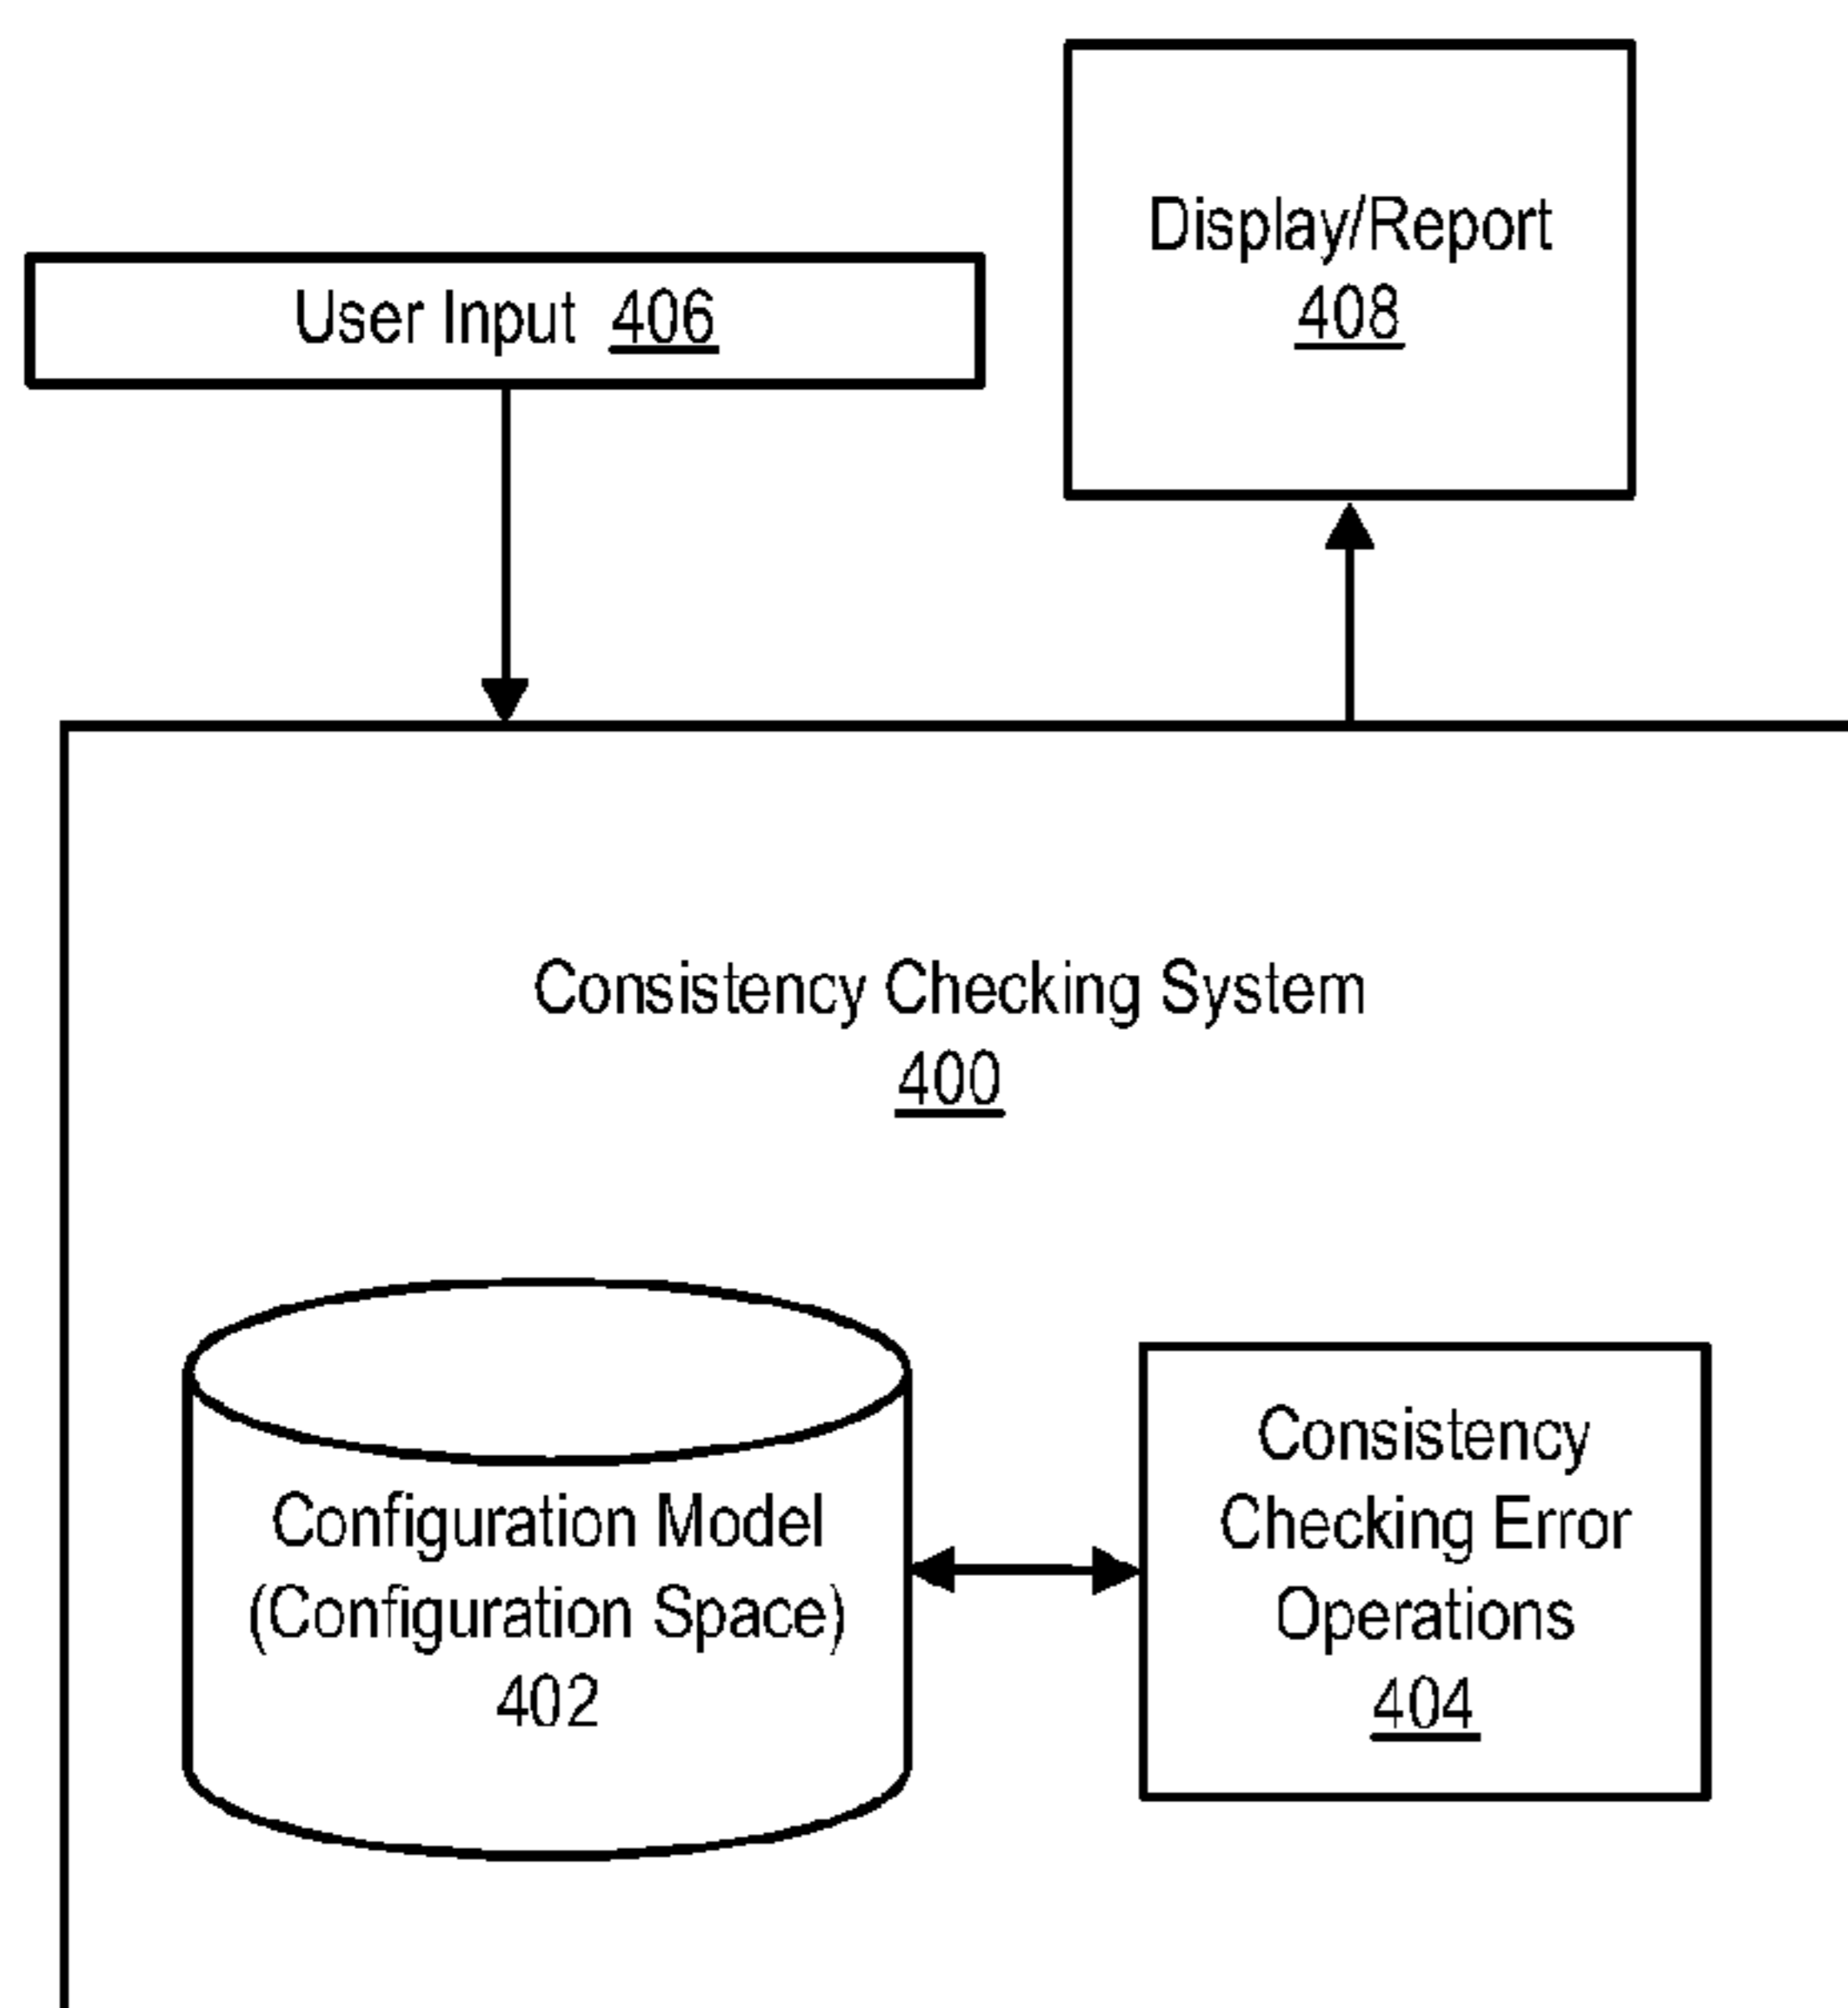 Display/Report
408
User Input 406
Consistency Checking System
400
Configuration Model
(Configuration Space)
402
Consistency
Checking Error
Operations
404